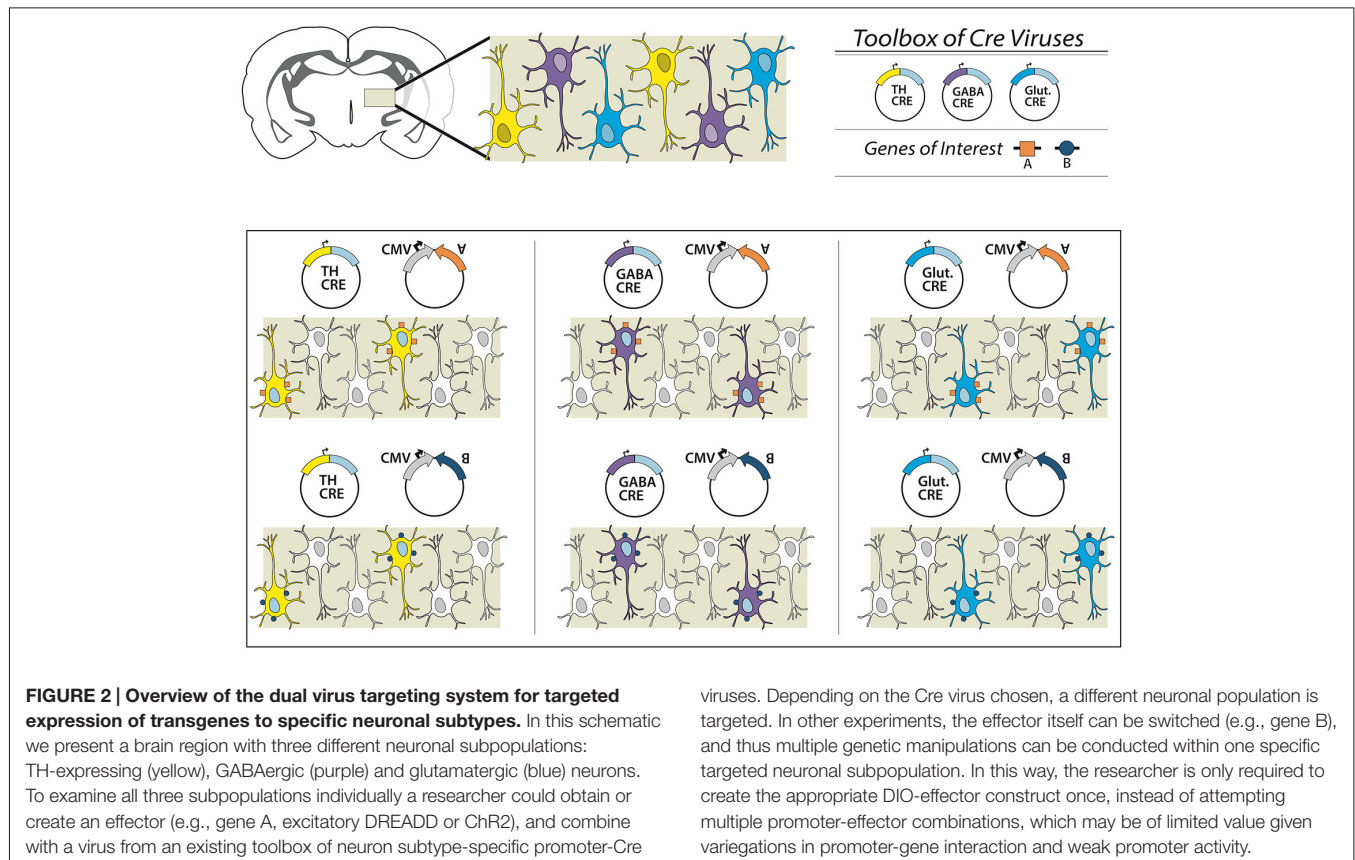 Toolbox of Cre Viruses
TH
CRE
GABA
CRE
Glut.
CRE
Genes of Interest
A
B
TH
CRE
CMV
A
GABA
CRE
CMV
A
Glut.
CRE
CMV
A
TH
CRE
CMV
B
GABA
CRE
CMV
B
Glut.
CRE
CMV
B
FIGURE 2 | Overview of the dual virus targeting system for targeted
expression of transgenes to specific neuronal subtypes. In this schematic
we present a brain region with three different neuronal subpopulations:
TH-expressing (yellow), GABAergic (purple) and glutamatergic (blue) neurons.
To examine all three subpopulations individually a researcher could obtain or
create an effector (e.g., gene A, excitatory DREADD or ChR2), and combine
with a virus from an existing toolbox of neuron subtype-specific promoter-Cre
viruses. Depending on the Cre virus chosen, a different neuronal population is
targeted. In other experiments, the effector itself can be switched (e.g., gene B),
and thus multiple genetic manipulations can be conducted within one specific
targeted neuronal subpopulation. In this way, the researcher is only required to
create the appropriate DIO-effector construct once, instead of attempting
multiple promoter-effector combinations, which may be of limited value given
variegations in promoter-gene interaction and weak promoter activity.